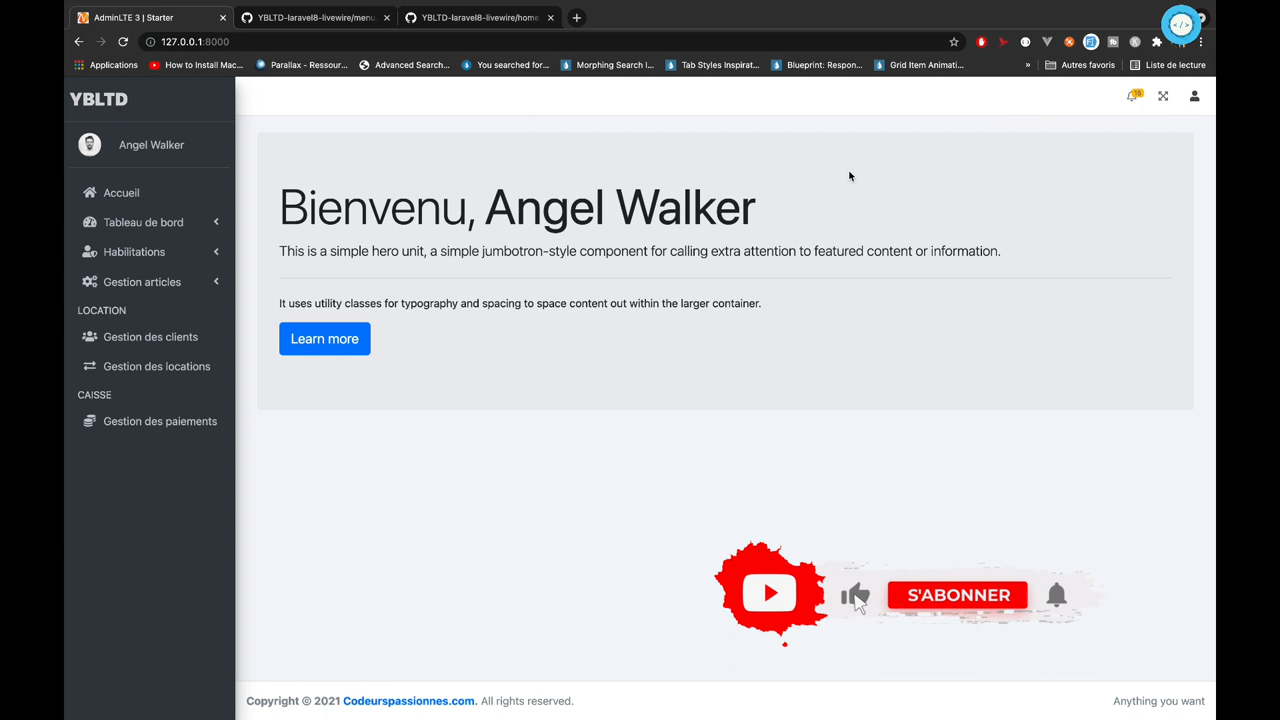 AdminLTE 3 | Starter
YBLTD-laravel8-livewire/menu.
YBLTD-laravel8-livewire/home.
127.0.0.1:8000
Applications
How to Install Mac...
Parallax - Ressour...
Advanced Search...
You searched for...
Morphing Search I...
Tab Styles Inspirat...
Blueprint: Respon...
Grid Item Animati...
»
Autres favoris
Liste de lecture
YBLTD
15
Angel Walker
Accueil
Tableau de bord
Habilitations
Gestion articles
LOCATION
Gestion des clients
Gestion des locations
CAISSE
Gestion des paiements
Bienvenu, Angel Walker
This is a simple hero unit, a simple jumbotron-style component for calling extra attention to featured content or information.
It uses utility classes for typography and spacing to space content out within the larger container.
Learn more
S'ABONNER
Copyright © 2021 Codeurspassionnes.com. All rights reserved.
Anything you want